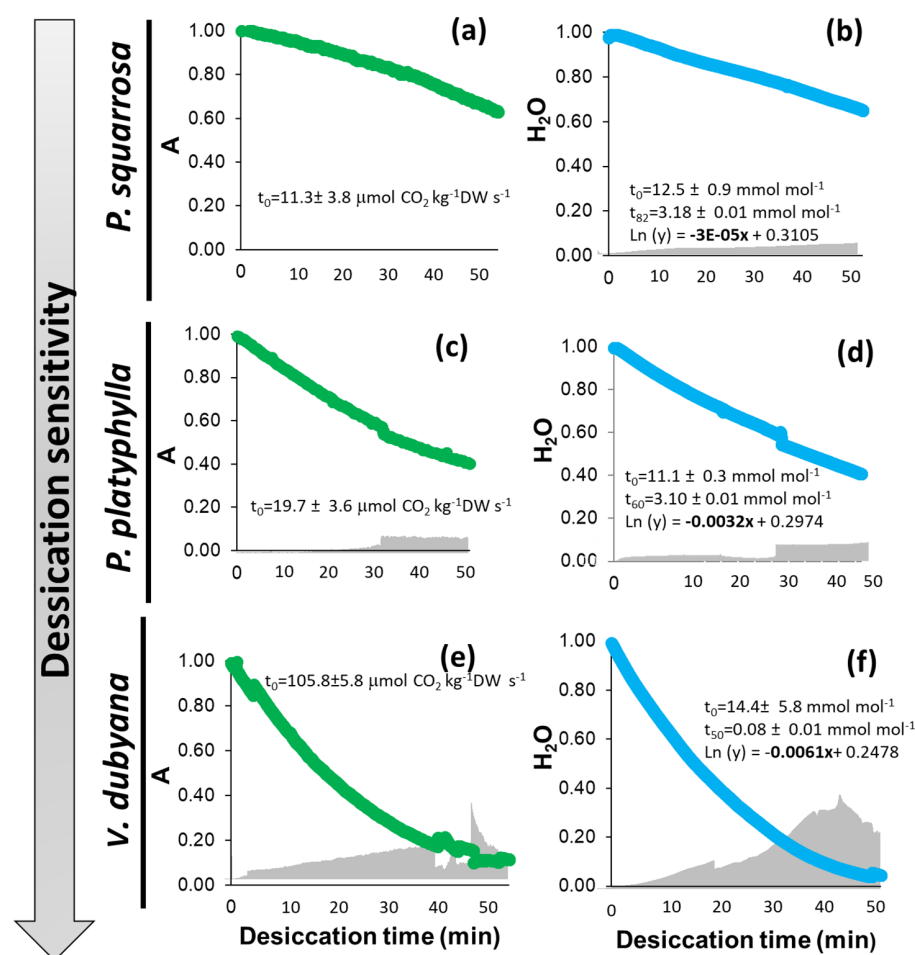 Dessication sensitivity
P. squarrosa
(a)
A
1.00
0.80
0.60
0.40
0.20
0.00
t0=11.3± 3.8 μmol CO2 kg-1DW s-1
0 10 20 30 40 50
(b)
H2O
1.00
0.80
0.60
0.40
0.20
0.00
t0=12.5 ± 0.9 mmol mol-1
t82=3.18 ± 0.01 mmol mol-1
Ln (y) = -3E-05x + 0.3105
0 10 20 30 40 50
P. platyphylla
(c)
A
1.00
0.80
0.60
0.40
0.20
0.00
t0=19.7 ± 3.6 μmol CO2 kg-1DW s-1
0 10 20 30 40 50
(d)
H2O
1.00
0.80
0.60
0.40
0.20
0.00
t0=11.1 ± 0.3 mmol mol-1
t60=3.10 ± 0.01 mmol mol-1
Ln (y) = -0.0032x + 0.2974
0 10 20 30 40 50
V. dubyana
(e)
A
1.00
0.80
0.60
0.40
0.20
0.00
t0=105.8±5.8 μmol CO2 kg-1DW s-1
0 10 20 30 40 50
Desiccation time (min)
(f)
H2O
1.00
0.80
0.60
0.40
0.20
0.00
t0=14.4± 5.8 mmol mol-1
t50=0.08 ± 0.01 mmol mol-1
Ln (y) = -0.0061x+ 0.2478
0 10 20 30 40 50
Desiccation time (min)